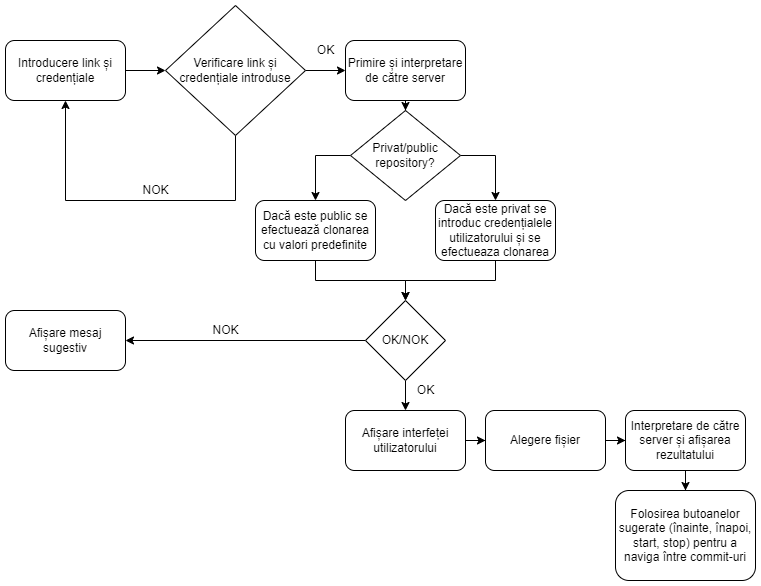 Introducere link și
credențiale
Verificare link și
credențiale introduse
OK
Primire și interpretare
de către server
NOK
Privat/public
repository?
Dacă este public se
efectuează clonarea
cu valori predefinite
Dacă este privat se
introduc credențialele
utilizatorului și se
efectueaza clonarea
Afișare mesaj
sugestiv
NOK
OK/NOK
OK
Afișare interfeței
utilizatorului
Alegere fișier
Interpretare de către
server și afișarea
rezultatului
Folosirea butoanelor
sugerate (înainte, înapoi,
start, stop) pentru a
naviga între commit-uri